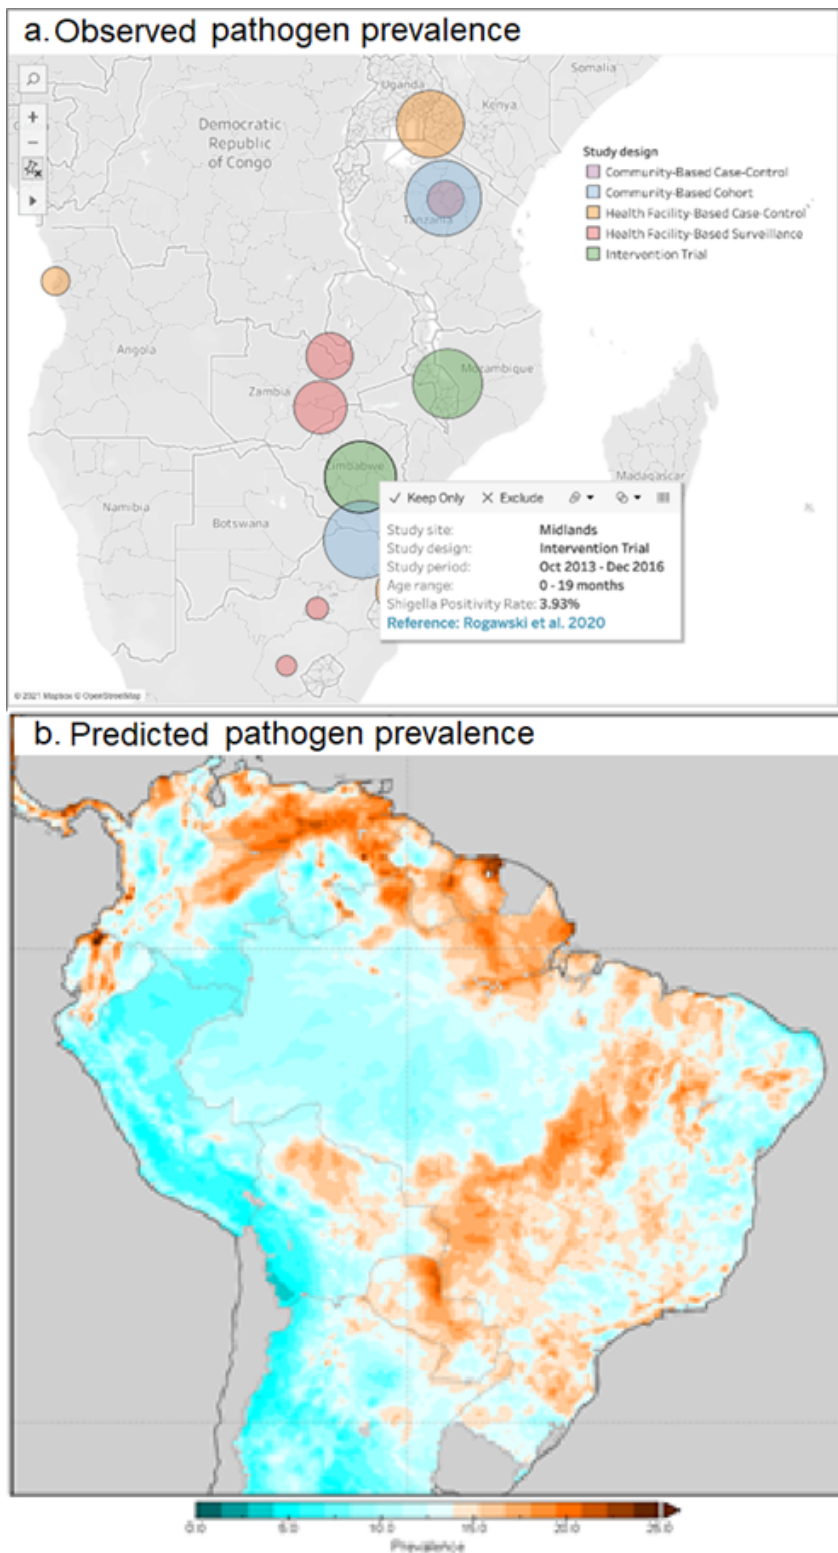 a. Observed pathogen prevalence
Somalia
Uganda
Kenya
Democratic
Republic
of Congo
Study design
Community-Based Case-Control
Community-Based Cohort
Health Facility-Based Case-Control
Health Facility-Based Surveillance
Intervention Trial
Tanzania
Angola
Mozambique
Zambia
Zimbabwe
Madagascar
Namibia
Botswana
Keep Only Exclude
Study site: Midlands
Study design: Intervention Trial
Study period: Oct 2013 - Dec 2016
Age range: 0 - 19 months
Shigella Positivity Rate: 3.93%
Reference: Rogawski et al. 2020
© 2021 Mapbox © OpenStreetMap
b. Predicted pathogen prevalence
0.0 5.0 10.0 15.0 20.0 25.0
Prevalence